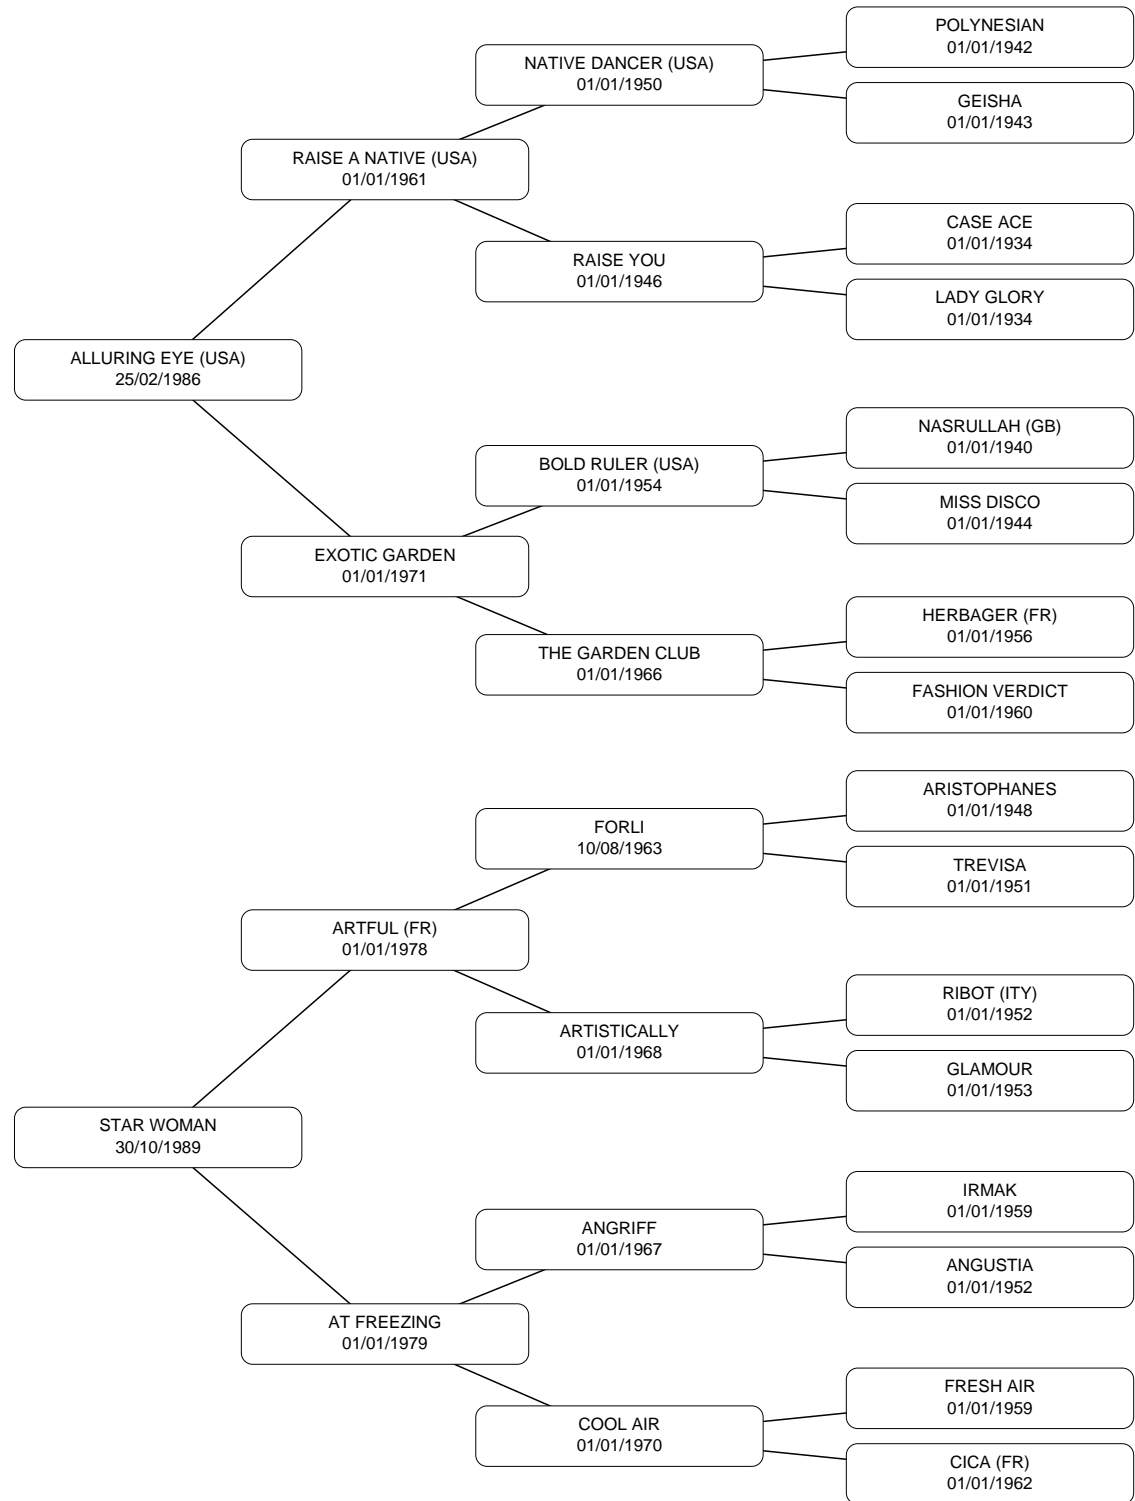 POLYNESIAN
01/01/1942
NATIVE DANCER (USA)
01/01/1950
GEISHA
01/01/1943
RAISE A NATIVE (USA)
01/01/1961
CASE ACE
01/01/1934
RAISE YOU
01/01/1946
LADY GLORY
01/01/1934
ALLURING EYE (USA)
25/02/1986
NASRULLAH (GB)
01/01/1940
BOLD RULER (USA)
01/01/1954
MISS DISCO
01/01/1944
EXOTIC GARDEN
01/01/1971
HERBAGER (FR)
01/01/1956
THE GARDEN CLUB
01/01/1966
FASHION VERDICT
01/01/1960
ARISTOPHANES
01/01/1948
FORLI
10/08/1963
TREVISA
01/01/1951
ARTFUL (FR)
01/01/1978
RIBOT (ITY)
01/01/1952
ARTISTICALLY
01/01/1968
GLAMOUR
01/01/1953
STAR WOMAN
30/10/1989
IRMAK
01/01/1959
ANGRIFF
01/01/1967
ANGUSTIA
01/01/1952
AT FREEZING
01/01/1979
FRESH AIR
01/01/1959
COOL AIR
01/01/1970
CICA (FR)
01/01/1962